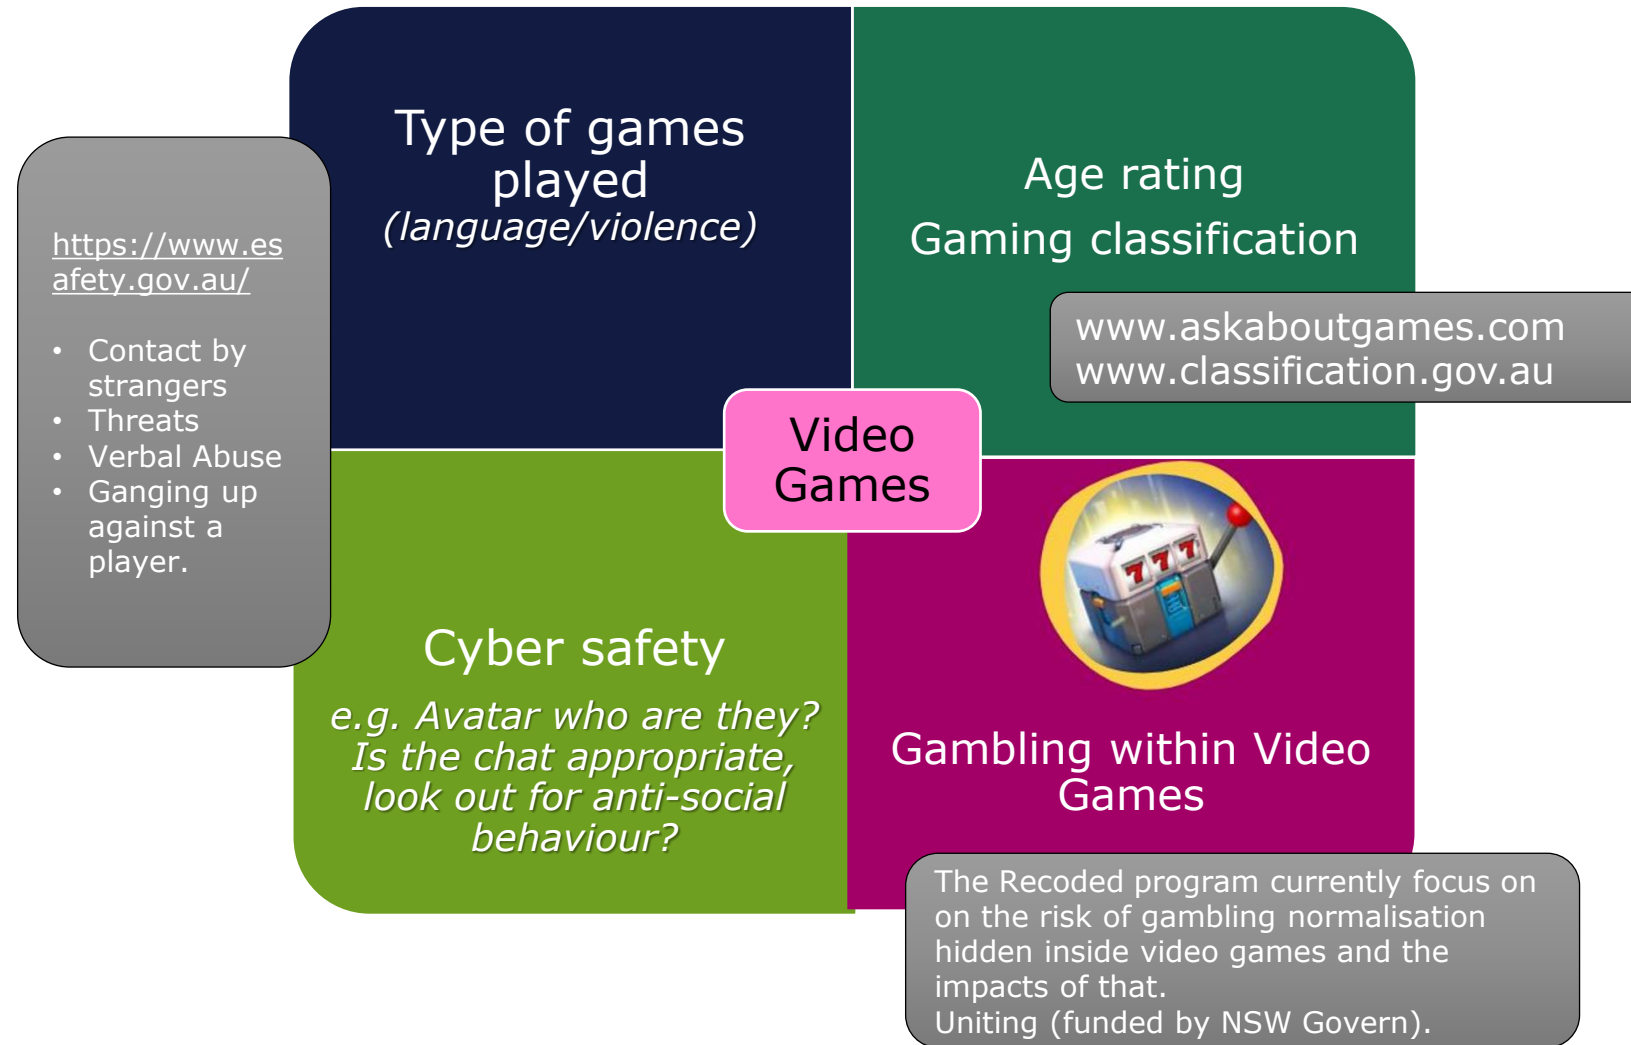 Type of games
played
(language/violence)
Age rating
Gaming classification
https://www.es
afety.gov.au/
• Contact by
strangers
• Threats
• Verbal Abuse
• Ganging up
against a
player.
www.askaboutgames.com
www.classification.gov.au
Video
Games
777
Cyber safety
e.g. Avatar who are they?
Is the chat appropriate,
look out for anti-social
behaviour?
Gambling within Video
Games
The Recoded program currently focus on
on the risk of gambling normalisation
hidden inside video games and the
impacts of that.
Uniting (funded by NSW Govern).